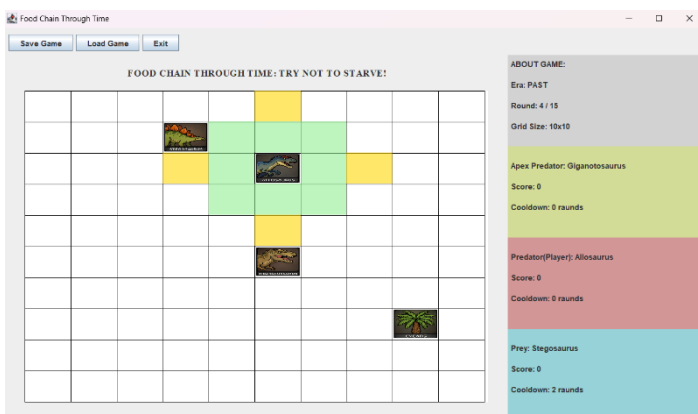 Food Chain Through Time
Save Game Load Game Exit
FOOD CHAIN THROUGH TIME: TRY NOT TO STARVE!
ABOUT GAME:
Era: PAST
Round: 4 / 15
Grid Size: 10x10
Apex Predator: Giganotosaurus
Score: 0
Cooldown: 0 raunds
Predator(Player): Allosaurus
Score: 0
Cooldown: 0 raunds
Prey: Stegosaurus
Score: 0
Cooldown: 2 raunds